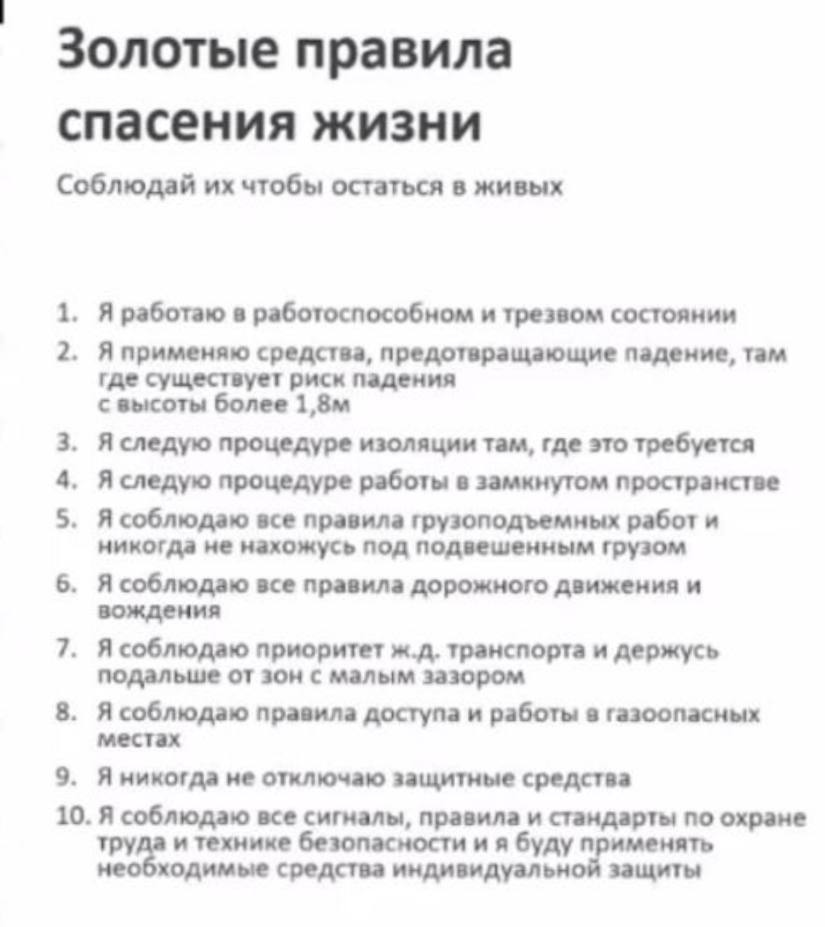 Золотые правила
спасения жизни
Соблюдай их чтобы остаться в живых
1. Я работаю в работоспособном и трезвом состоянии
2. Я применяю средства, предотвращающие падение, там
где существует риск падения
с высоты более 1,8м
3. Я следую процедуре изоляции там, где это требуется
4. Я следую процедуре работы в замкнутом пространстве
5. Я соблюдаю все правила грузоподъемных работ и
никогда не нахожусь под подвешенным грузом
6. Я соблюдаю все правила дорожного движения и
вождения
7. Я соблюдаю приоритет ж.д. транспорта и держусь
подальше от зон с малым зазором
8. Я соблюдаю правила доступа и работы в газоопасных
местах
9. Я никогда не отключаю защитные средства
10. Я соблюдаю все сигналы, правила и стандарты по охране
труда и технике безопасности и я буду применять
необходимые средства индивидуальной защиты